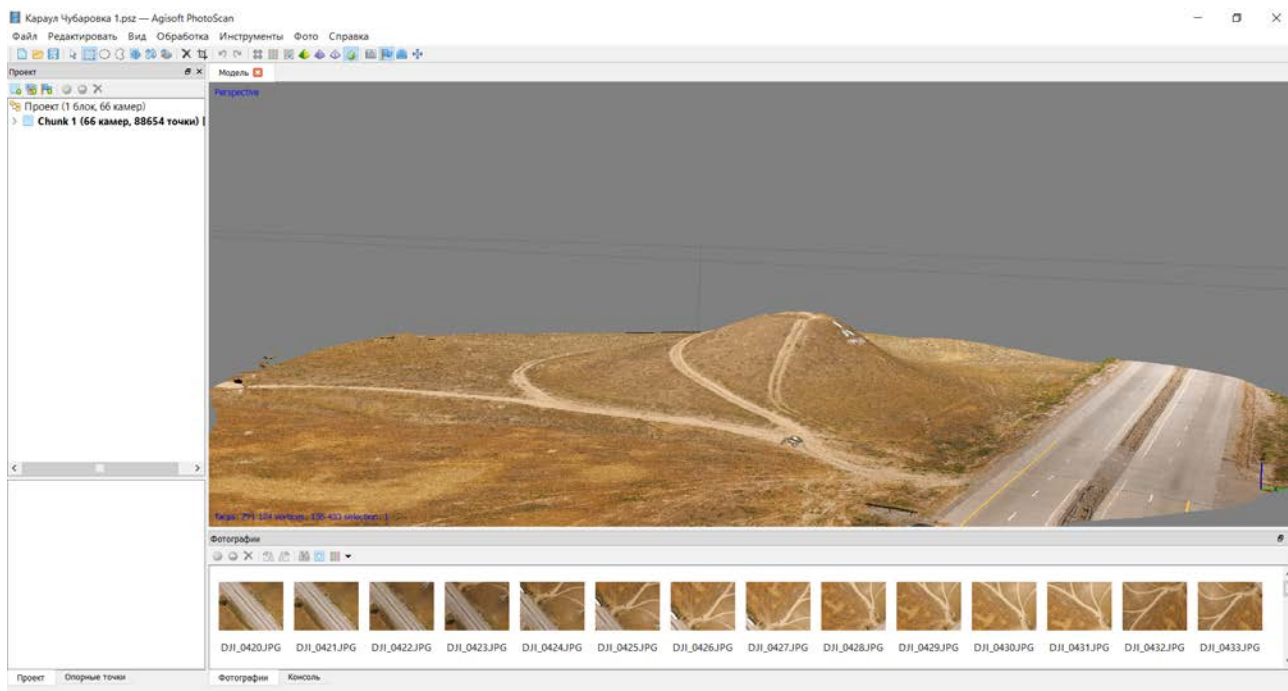 Караул Чубаровка 1.psz — Agisoft PhotoScan
Файл Редактировать Вид Обработка Инструменты Фото Справка
Проект
Модель
Perspective
Проект (1 блок, 66 камер)
Chunk 1 (66 камер, 88654 точки) [
Фотографии
DJI_0420.JPG DJI_0421.JPG DJI_0422.JPG DJI_0423.JPG DJI_0424.JPG DJI_0425.JPG DJI_0426.JPG DJI_0427.JPG DJI_0428.JPG DJI_0429.JPG DJI_0430.JPG DJI_0431.JPG DJI_0432.JPG DJI_0433.JPG
Проект Опорные точки
Фотографии Консоль